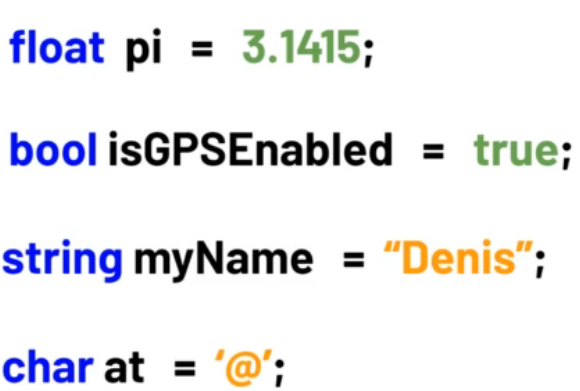 float pi = 3.1415;
bool isGPSEnabled = true;
string myName = “Denis”;
char at = ‘@’;